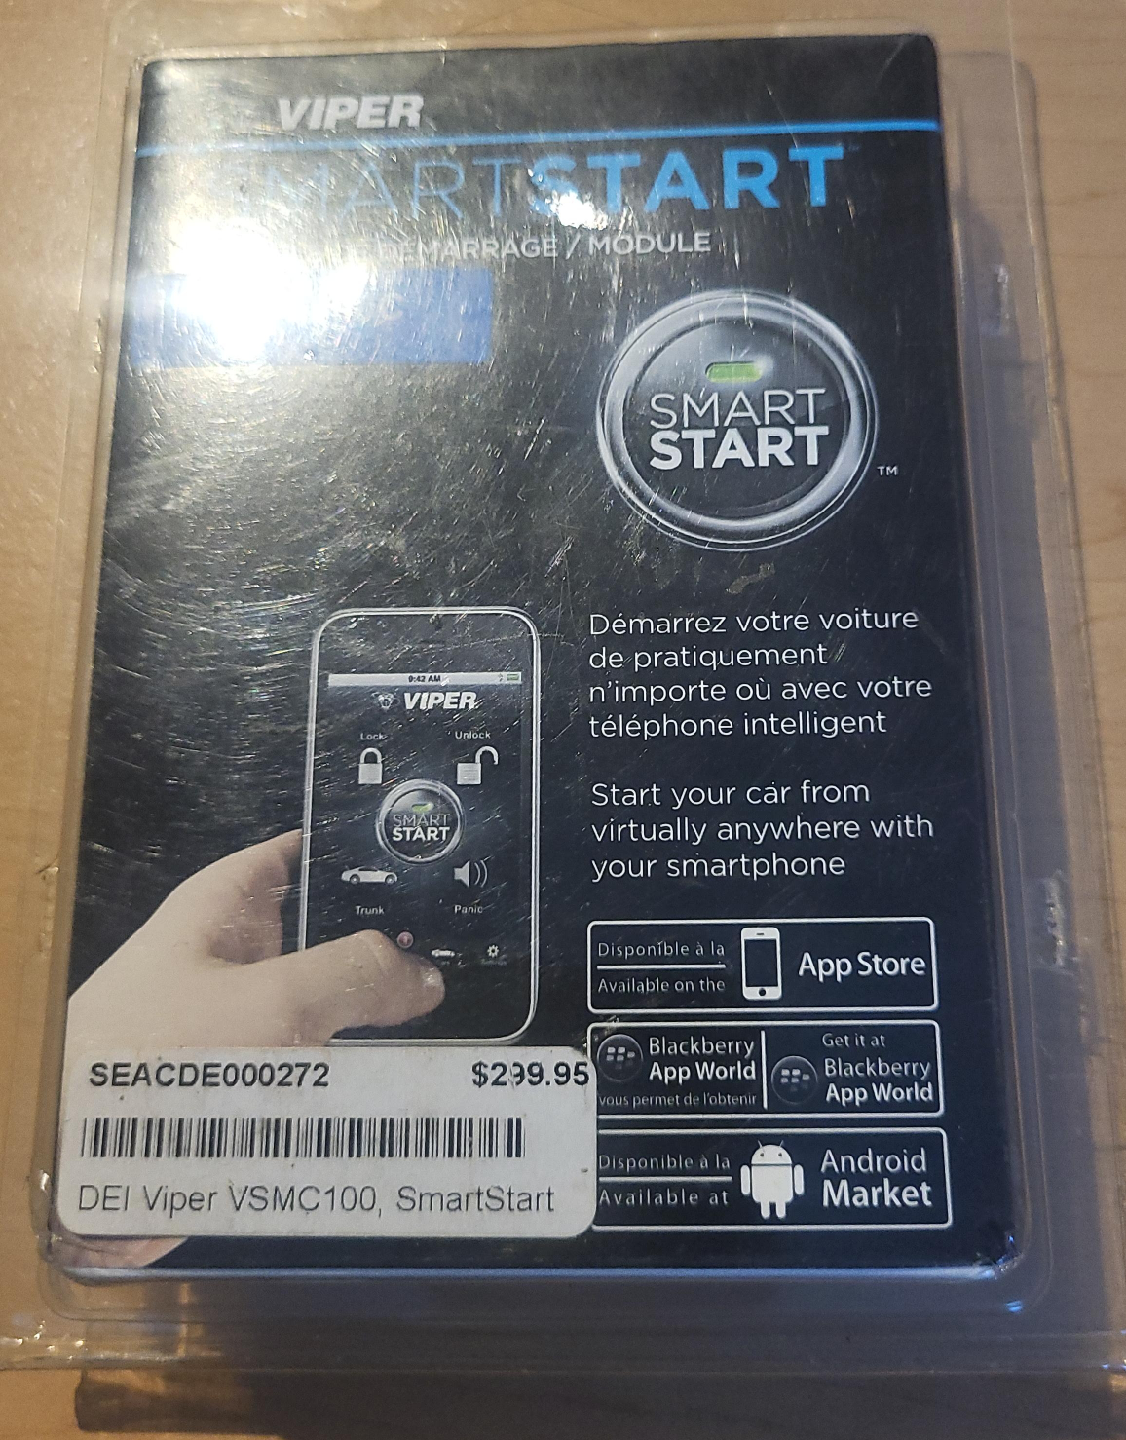 VIPER
SMARTSTART
DÉMARRAGE / MODULE
SMART
START
TM
Démarrez votre voiture
de pratiquement
n'importe où avec votre
téléphone intelligent
Start your car from
virtually anywhere with
your smartphone
9:42 AM
VIPER
Lock
Unlock
SMART
START
Trunk
Panic
Disponible à la
Available on the
App Store
Blackberry
App World
vous permet de l'obtenir
Get it at
Blackberry
App World
Disponible à la
Available at
Android
Market
SEACDE000272
$299.95
DEI Viper VSMC100, SmartStart